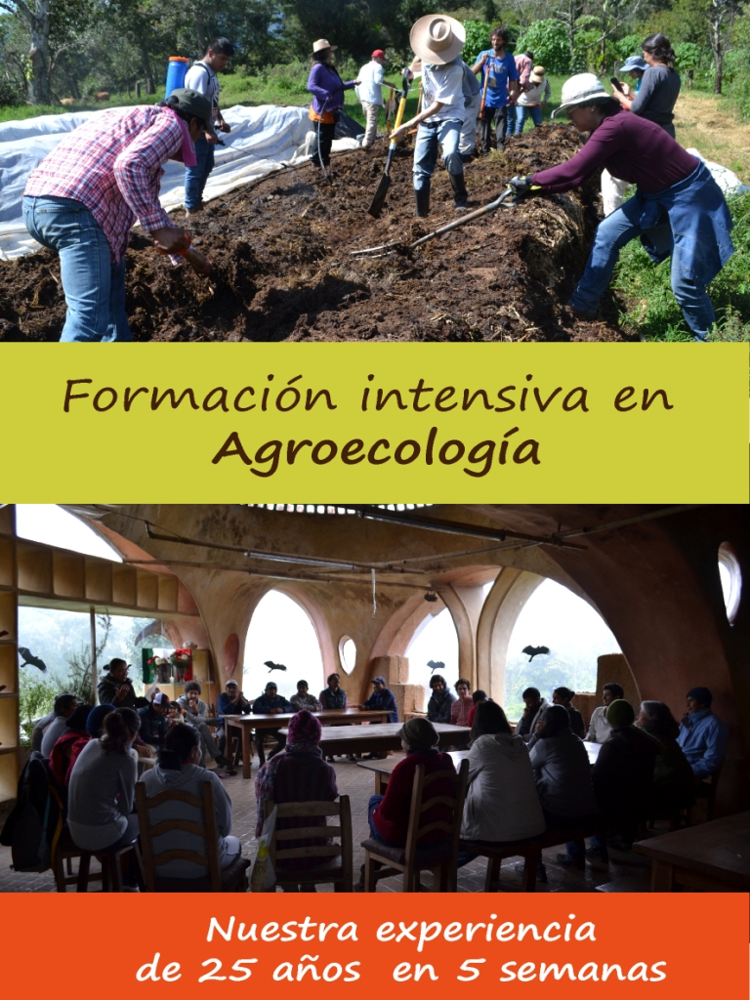 Formación intensiva en
Agroecología
Nuestra experiencia
de 25 años en 5 semanas